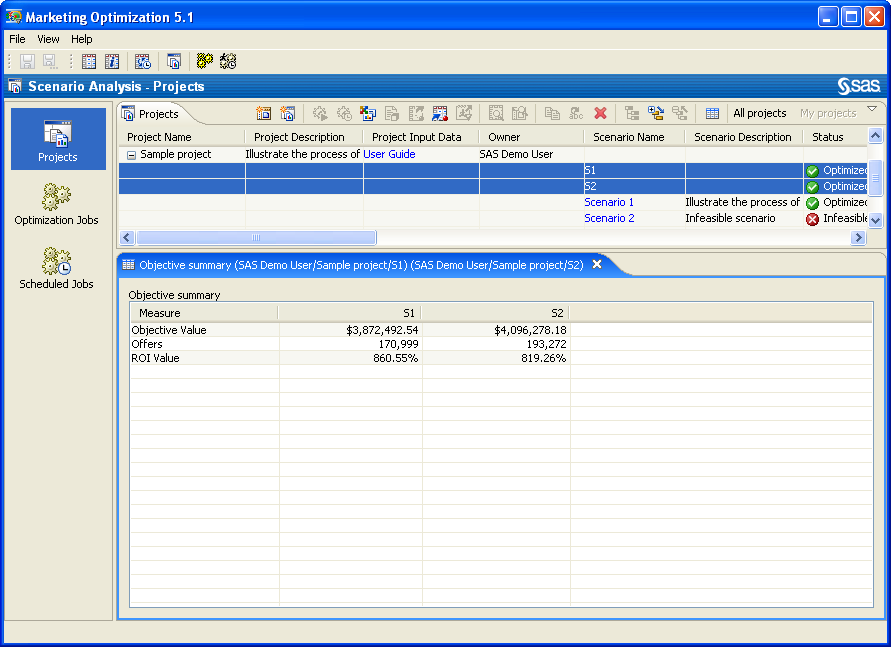 Marketing Optimization 5.1
File View Help
Scenario Analysis - Projects
sas
Projects
Optimization Jobs
Scheduled Jobs
Projects
All projects My projects
Project Name Project Description Project Input Data Owner Scenario Name Scenario Description Status
Sample project Illustrate the process of User Guide SAS Demo User
S1 Optimized
S2 Optimized
Scenario 1 Illustrate the process of Optimized
Scenario 2 Infeasible scenario Infeasible
Objective summary (SAS Demo User/Sample project/S1) (SAS Demo User/Sample project/S2)
Objective summary
Measure S1 S2
Objective Value $3,872,492.54 $4,096,278.18
Offers 170,999 193,272
ROI Value 860.55% 819.26%